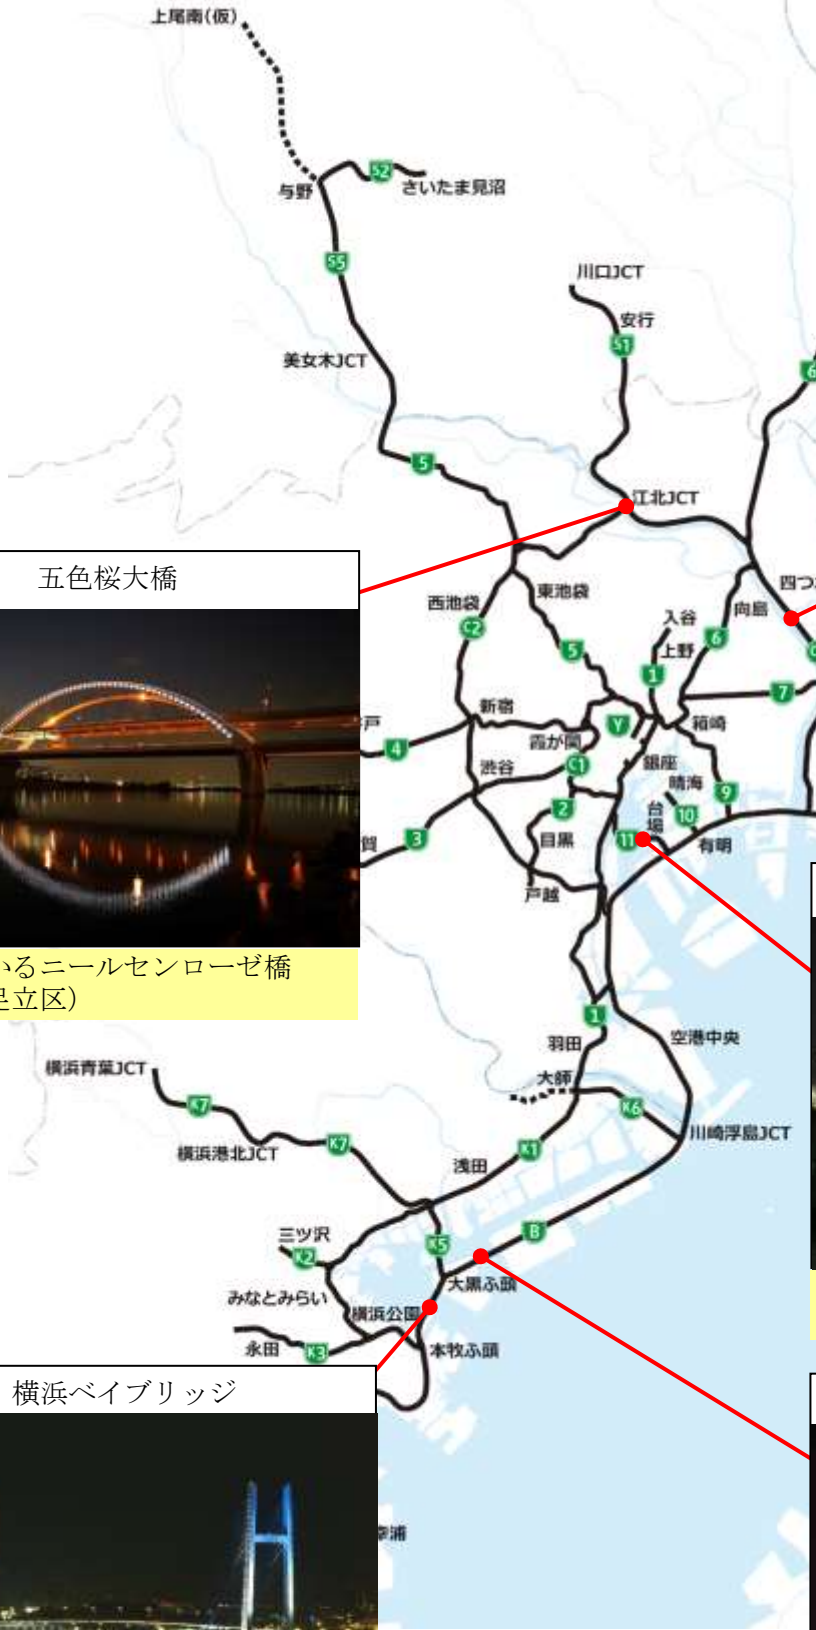 上尾南(仮)
S2
与野
さいたま見沼
S5
川口JCT
安行
S1
美女木JCT
6
5
江北JCT
五色桜大橋
東池袋
西池袋
四つ
向島
C2
入谷
6
5
上野
1
7
新宿
戸
Y
箱崎
霞が関
4
C1
銀座
渋谷
晴海
9
2
台場
10
賀
3
目黒
11
有明
戸越
いるニールセンローゼ橋
足立区）
1
羽田
空港中央
横浜青葉JCT
大師
K7
K6
川崎浮島JCT
K7
横浜港北JCT
K1
浅田
三ツ沢
B
K5
K2
大黒ふ頭
みなとみらい
横浜公園
永田
K3
本牧ふ頭
横浜ベイブリッジ
幸浦